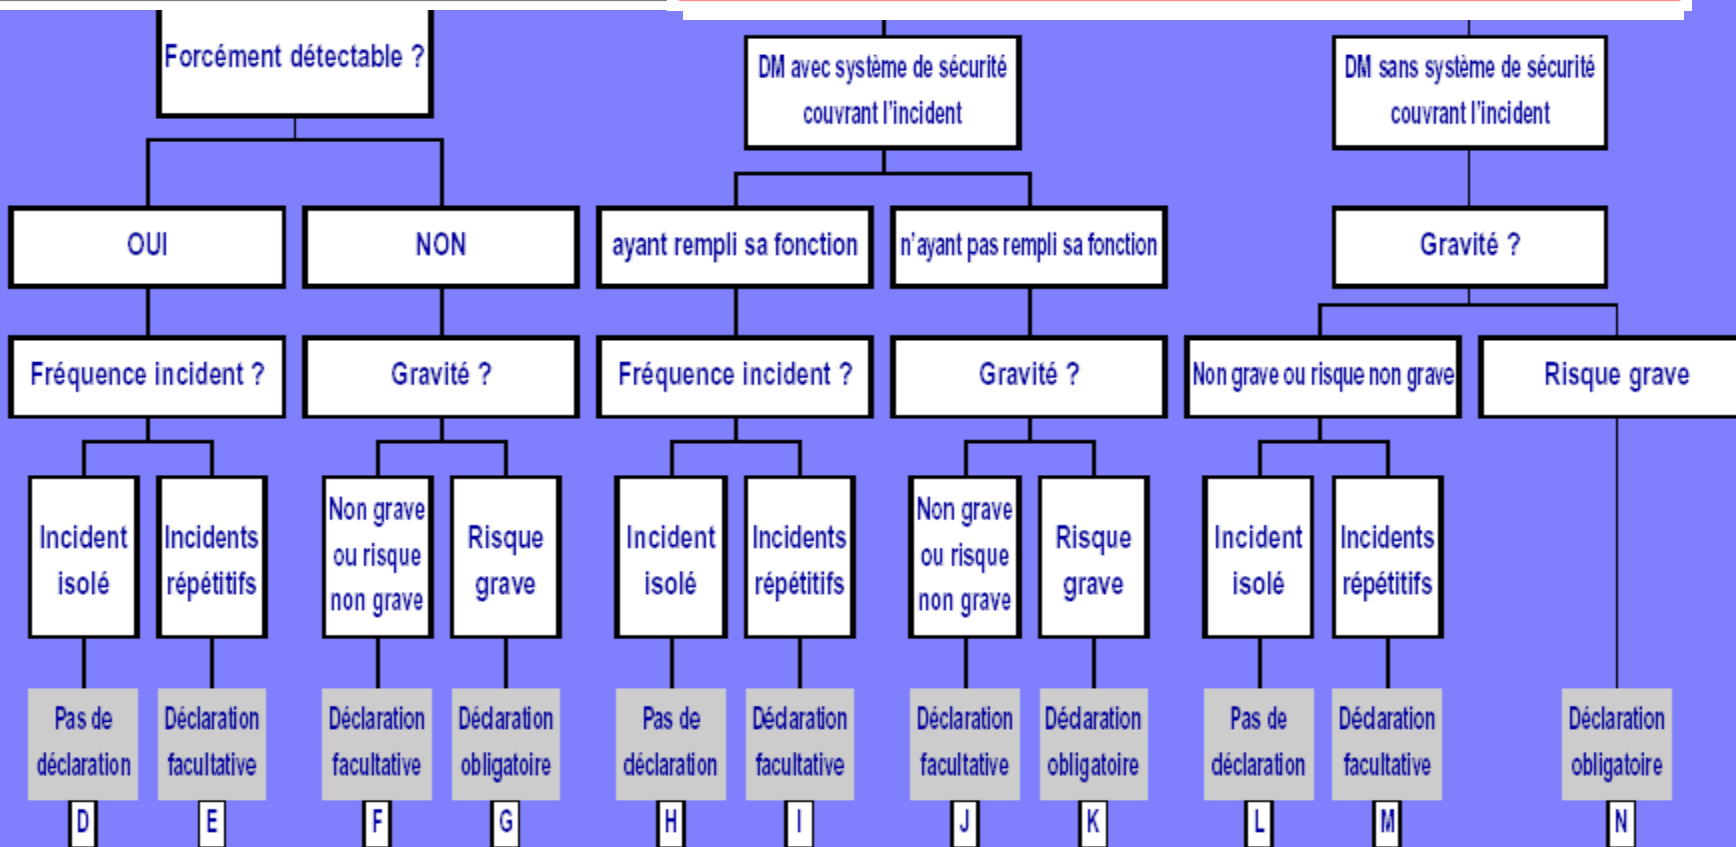 Forcément détectable ?
DM avec système de sécurité
couvrant l'incident
DM sans système de sécurité
couvrant l'incident
OUI
NON
ayant rempli sa fonction
n'ayant pas rempli sa fonction
Gravité ?
Fréquence incident ?
Gravité ?
Fréquence incident ?
Gravité ?
Non grave ou risque non grave
Risque grave
Incident
isolé
Incidents
répétitifs
Non grave
ou risque
non grave
Risque
grave
Incident
isolé
Incidents
répétitifs
Non grave
ou risque
non grave
Risque
grave
Incident
isolé
Incidents
répétitifs
Pas de
déclaration
Déclaration
facultative
Déclaration
facultative
Déclaration
obligatoire
Pas de
déclaration
Déclaration
facultative
Déclaration
facultative
Déclaration
obligatoire
Pas de
déclaration
Déclaration
facultative
Déclaration
obligatoire
D
E
F
G
H
I
J
K
L
M
N